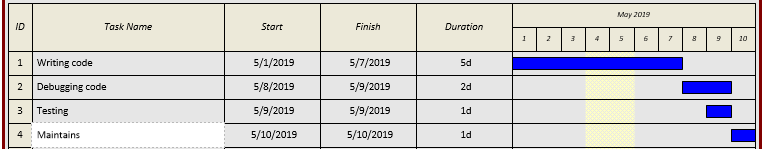 May 2019
ID Task Name Start Finish Duration
1 2 3 4 5 6 7 8 9 10
1 Writing code 5/1/2019 5/7/2019 5d
2 Debugging code 5/8/2019 5/9/2019 2d
3 Testing 5/9/2019 5/9/2019 1d
4 Maintains 5/10/2019 5/10/2019 1d